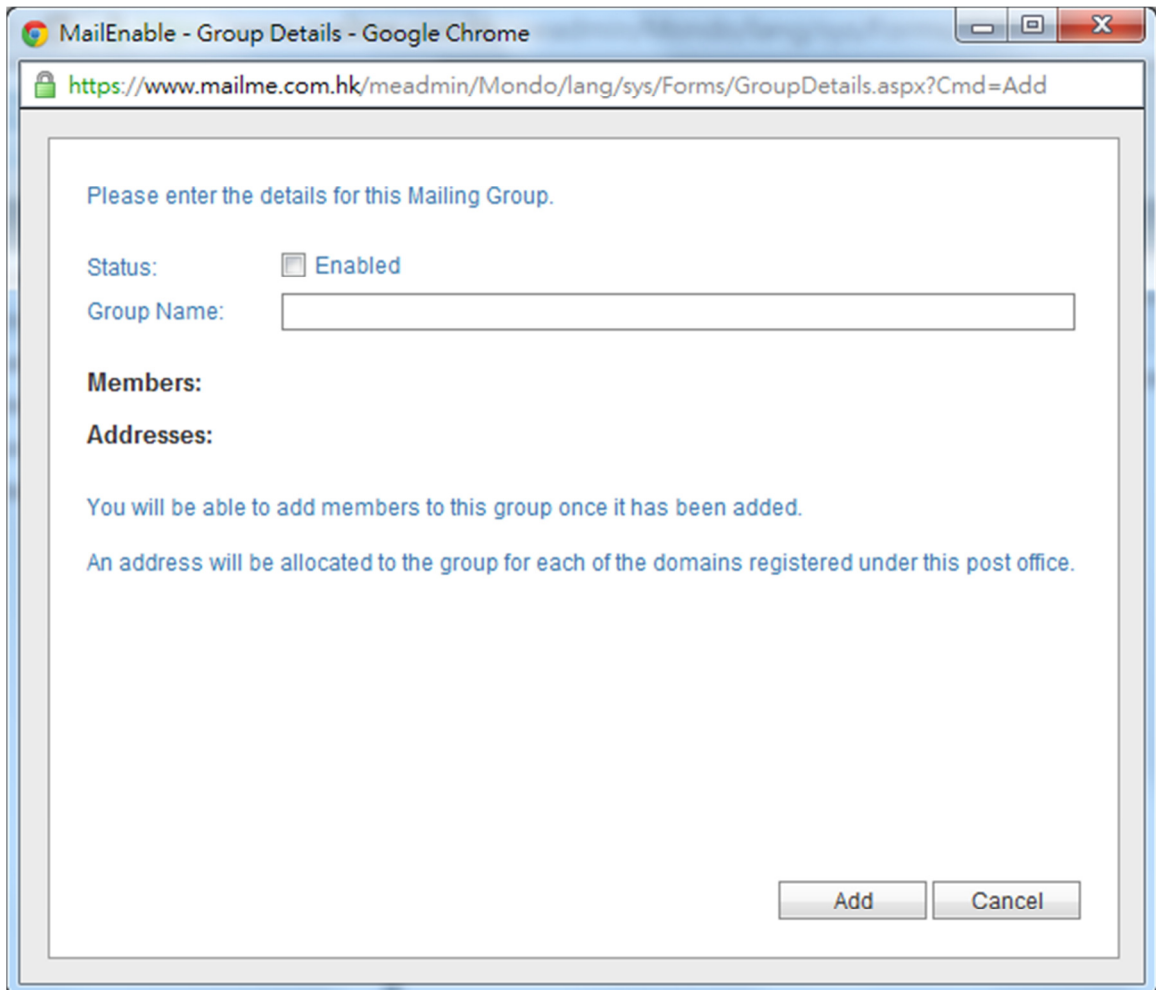 MailEnable - Group Details - Google Chrome
https://www.mailme.com.hk/meadmin/Mondo/lang/sys/Forms/GroupDetails.aspx?Cmd=Add
Please enter the details for this Mailing Group.
Status: Enabled
Group Name:
Members:
Addresses:
You will be able to add members to this group once it has been added.
An address will be allocated to the group for each of the domains registered under this post office.
Add Cancel